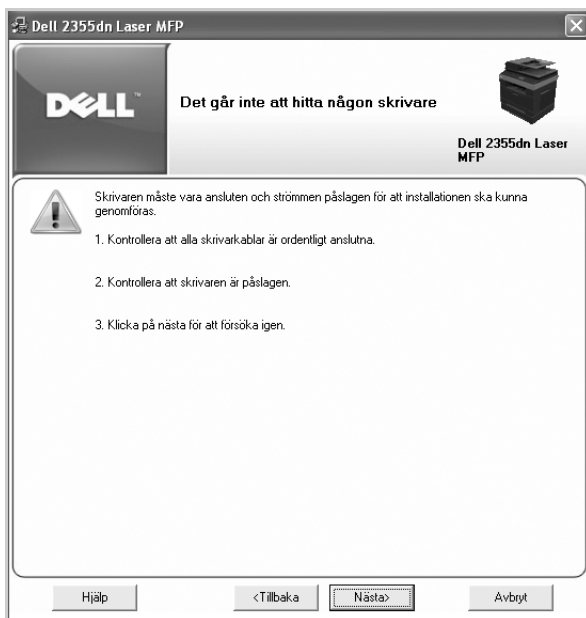 Dell 2355dn Laser MFP
DELL™
Det går inte att hitta någon skrivare
Dell 2355dn Laser
MFP
Skrivaren måste vara ansluten och strömmen påslagen för att installationen ska kunna
genomföras.
1. Kontrollera att alla skrivarkablar är ordentligt anslutna.
2. Kontrollera att skrivaren är påslagen.
3. Klicka på nästa för att försöka igen.
Hjälp
<Tillbaka
Nästa>
Avbryt